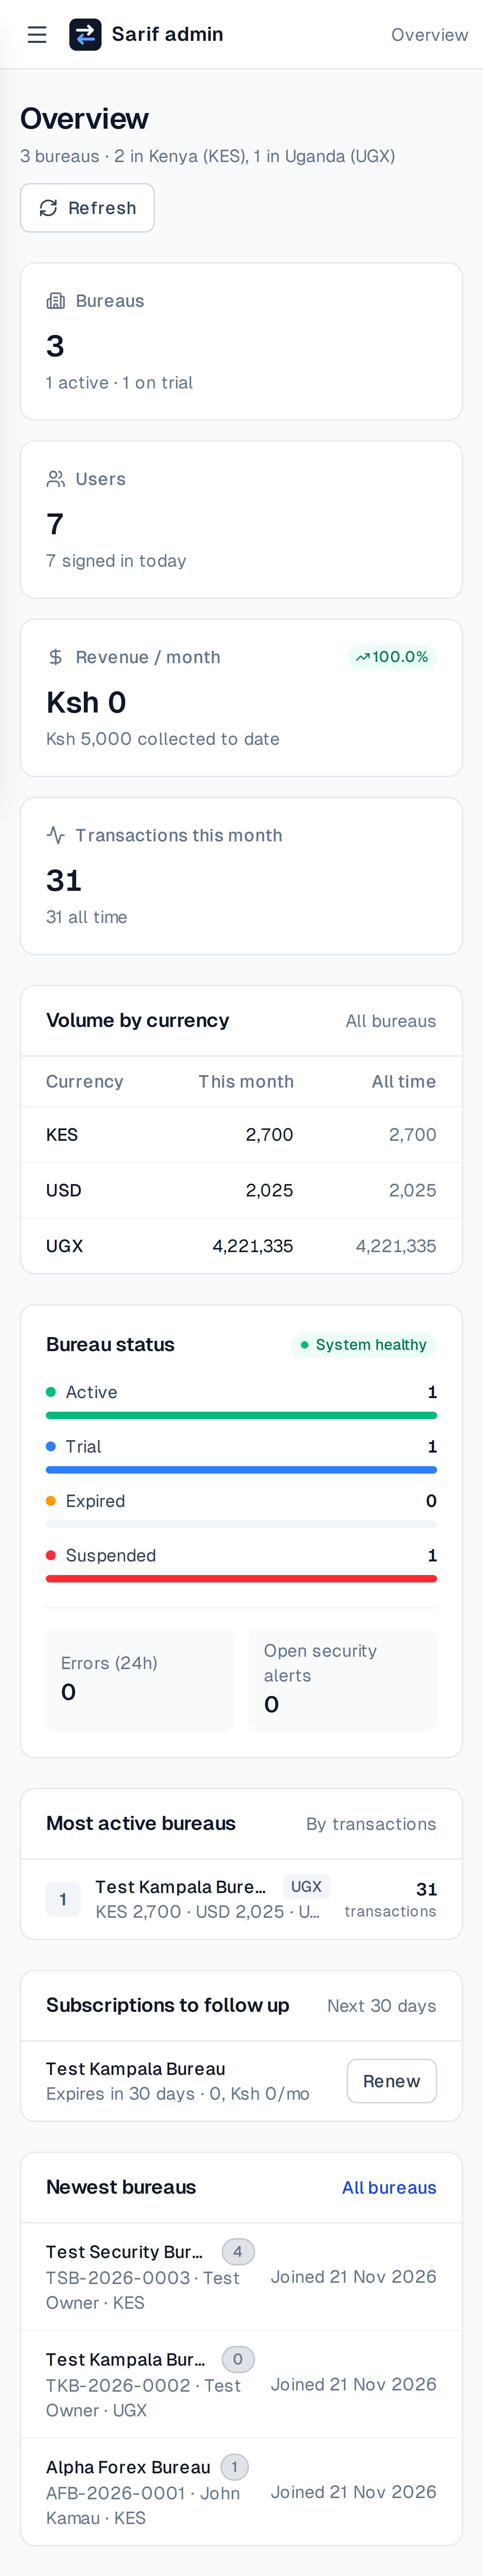 Sarif admin
Overview
Overview
3 bureaus · 2 in Kenya (KES), 1 in Uganda (UGX)
Refresh
Bureaus
3
1 active · 1 on trial
Users
7
7 signed in today
Revenue / month
100.0%
Ksh 0
Ksh 5,000 collected to date
Transactions this month
31
31 all time
Volume by currency
All bureaus
Currency This month All time
KES 2,700 2,700
USD 2,025 2,025
UGX 4,221,335 4,221,335
Bureau status
System healthy
Active 1
Trial 1
Expired 0
Suspended 1
Errors (24h)
0
Open security
alerts
0
Most active bureaus
By transactions
1
Test Kampala Bure... UGX
KES 2,700 · USD 2,025 · U...
31
transactions
Subscriptions to follow up
Next 30 days
Test Kampala Bureau
Expires in 30 days · 0, Ksh 0/mo
Renew
Newest bureaus
All bureaus
Test Security Bur... 4
TSB-2026-0003 · Test
Owner · KES
Joined 21 Nov 2026
Test Kampala Bur... 0
TKB-2026-0002 · Test
Owner · UGX
Joined 21 Nov 2026
Alpha Forex Bureau 1
AFB-2026-0001 · John
Kamau · KES
Joined 21 Nov 2026